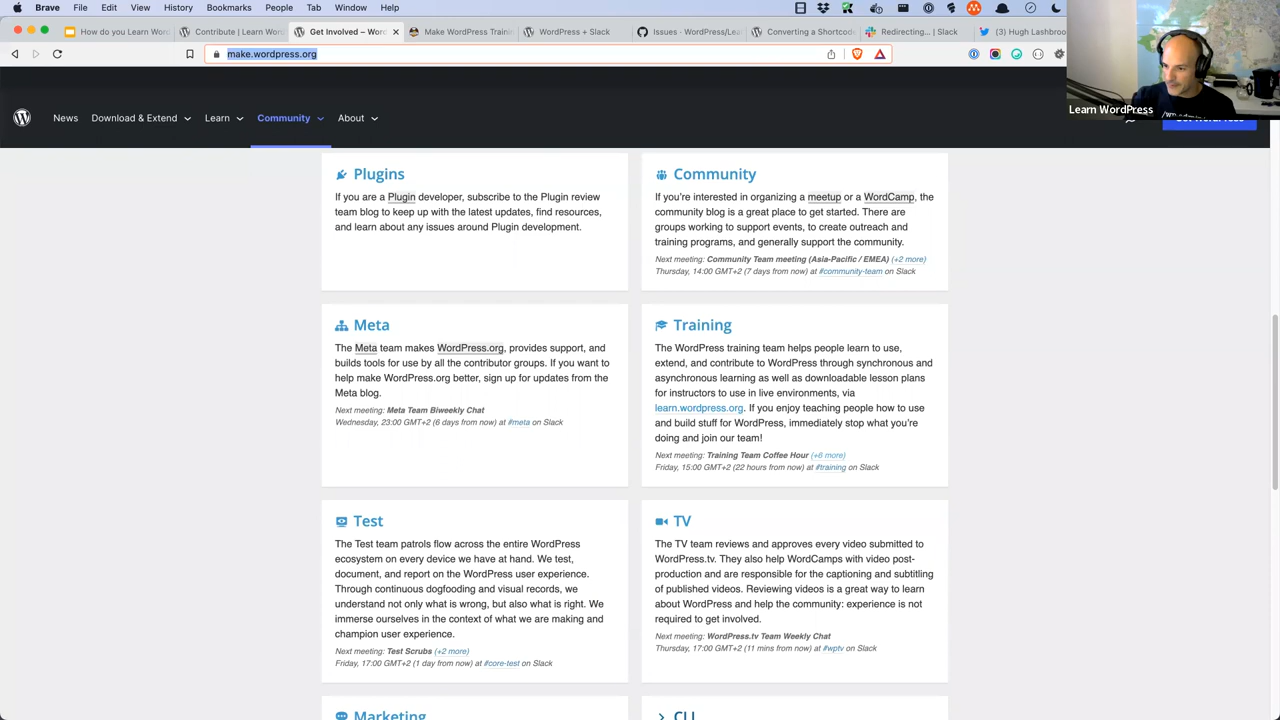 Brave File Edit View History Bookmarks People Tab Window Help
How do you Learn Word
Contribute | Learn Word
Get Involved – Word
Make WordPress Trainin
WordPress + Slack
Issues · WordPress/Lea
Converting a Shortcod
Redirecting... | Slack
(3) Hugh Lashbroo
make.wordpress.org
Learn WordPress
News Download & Extend Learn Community About
Get WordPress
Plugins
If you are a Plugin developer, subscribe to the Plugin review
team blog to keep up with the latest updates, find resources,
and learn about any issues around Plugin development.
Community
If you're interested in organizing a meetup or a WordCamp, the
community blog is a great place to get started. There are
groups working to support events, to create outreach and
training programs, and generally support the community.
Next meeting: Community Team meeting (Asia-Pacific / EMEA) (+2 more)
Thursday, 14:00 GMT+2 (7 days from now) at #community-team on Slack
Meta
The Meta team makes WordPress.org, provides support, and
builds tools for use by all the contributor groups. If you want to
help make WordPress.org better, sign up for updates from the
Meta blog.
Next meeting: Meta Team Biweekly Chat
Wednesday, 23:00 GMT+2 (6 days from now) at #meta on Slack
Training
The WordPress training team helps people learn to use,
extend, and contribute to WordPress through synchronous and
asynchronous learning as well as downloadable lesson plans
for instructors to use in live environments, via
learn.wordpress.org. If you enjoy teaching people how to use
and build stuff for WordPress, immediately stop what you're
doing and join our team!
Next meeting: Training Team Coffee Hour (+6 more)
Friday, 15:00 GMT+2 (22 hours from now) at #training on Slack
Test
The Test team patrols flow across the entire WordPress
ecosystem on every device we have at hand. We test,
document, and report on the WordPress user experience.
Through continuous dogfooding and visual records, we
understand not only what is wrong, but also what is right. We
immerse ourselves in the context of what we are making and
champion user experience.
Next meeting: Test Scrubs (+2 more)
Friday, 17:00 GMT+2 (1 day from now) at #core-test on Slack
TV
The TV team reviews and approves every video submitted to
WordPress.tv. They also help WordCamps with video post-
production and are responsible for the captioning and subtitling
of published videos. Reviewing videos is a great way to learn
about WordPress and help the community: experience is not
required to get involved.
Next meeting: WordPress.tv Team Weekly Chat
Thursday, 17:00 GMT+2 (11 mins from now) at #wptv on Slack
Marketing
CLI